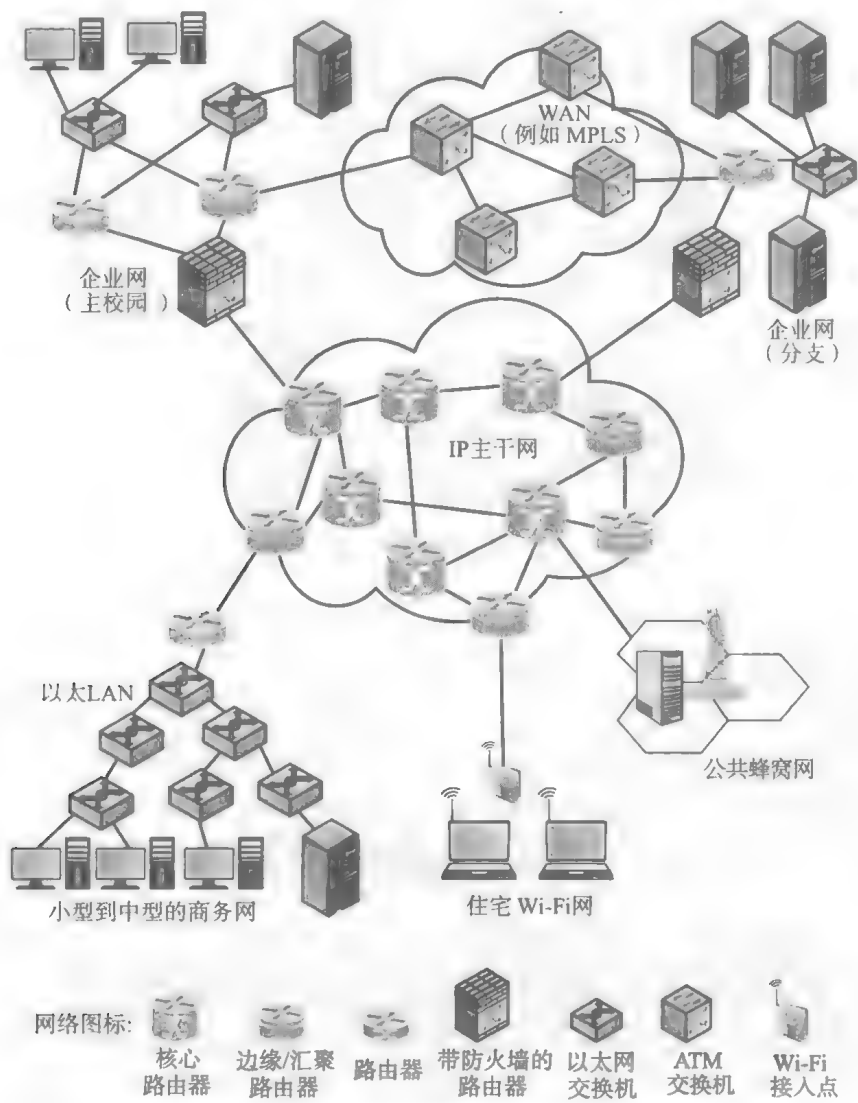 WAN
（例如 MPLS）
企业网
（主校园）
企业网
（分支）
IP主干网
以太LAN
公共蜂窝网
小型到中型的商务网
住宅 Wi-Fi网
网络图标:
核心
路由器
边缘/汇聚
路由器
路由器
带防火墙的
路由器
以太网
交换机
ATM
交换机
Wi-Fi
接入点